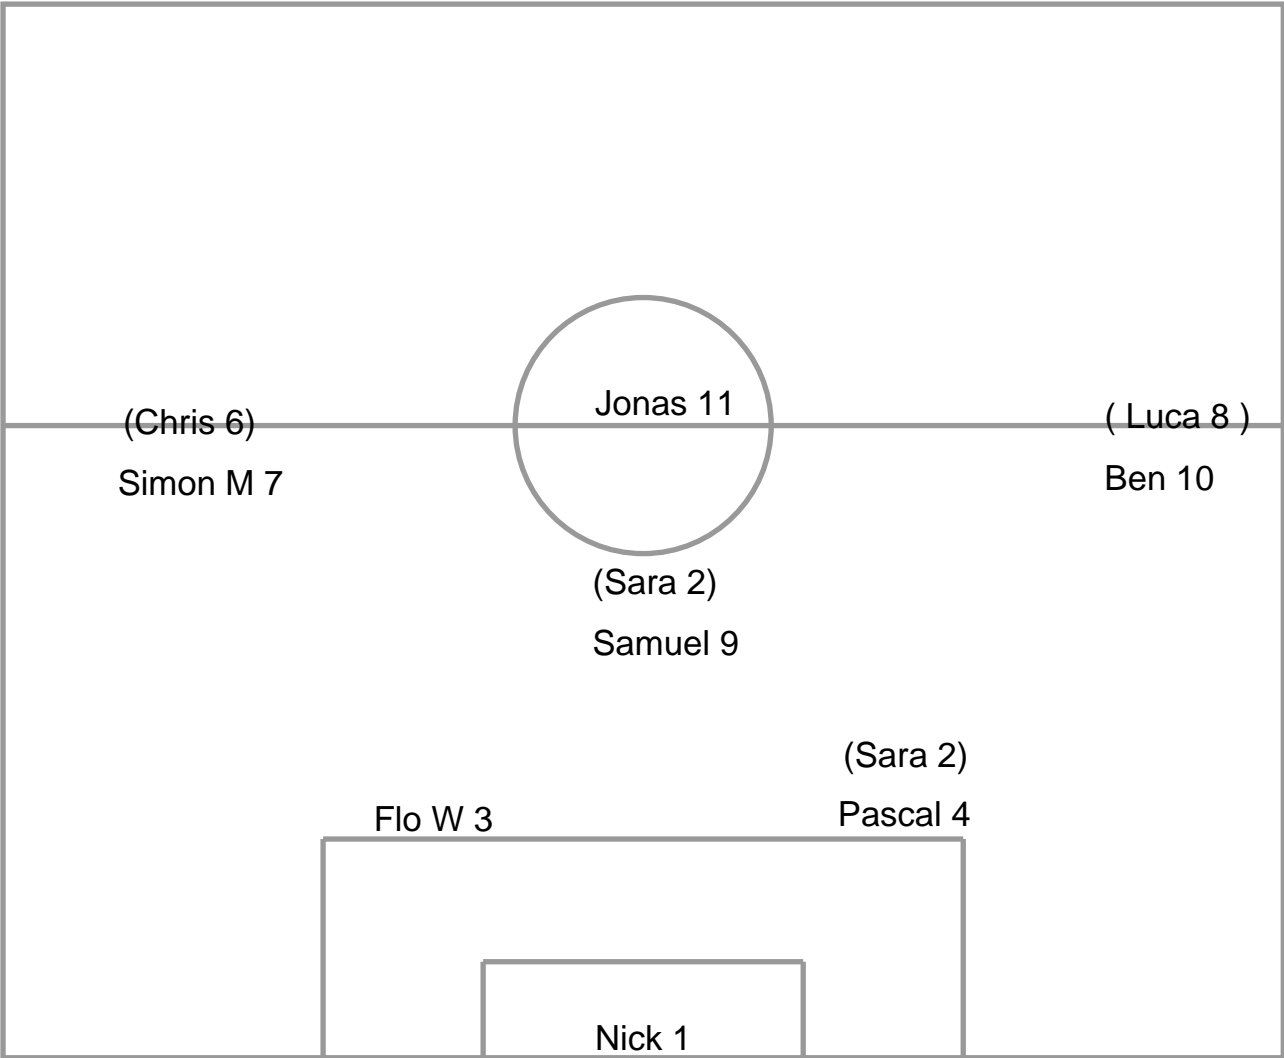 Jonas 11
(Chris 6)
( Luca 8 )
Simon M 7
Ben 10
(Sara 2)
Samuel 9
(Sara 2)
Flo W 3
Pascal 4
Nick 1